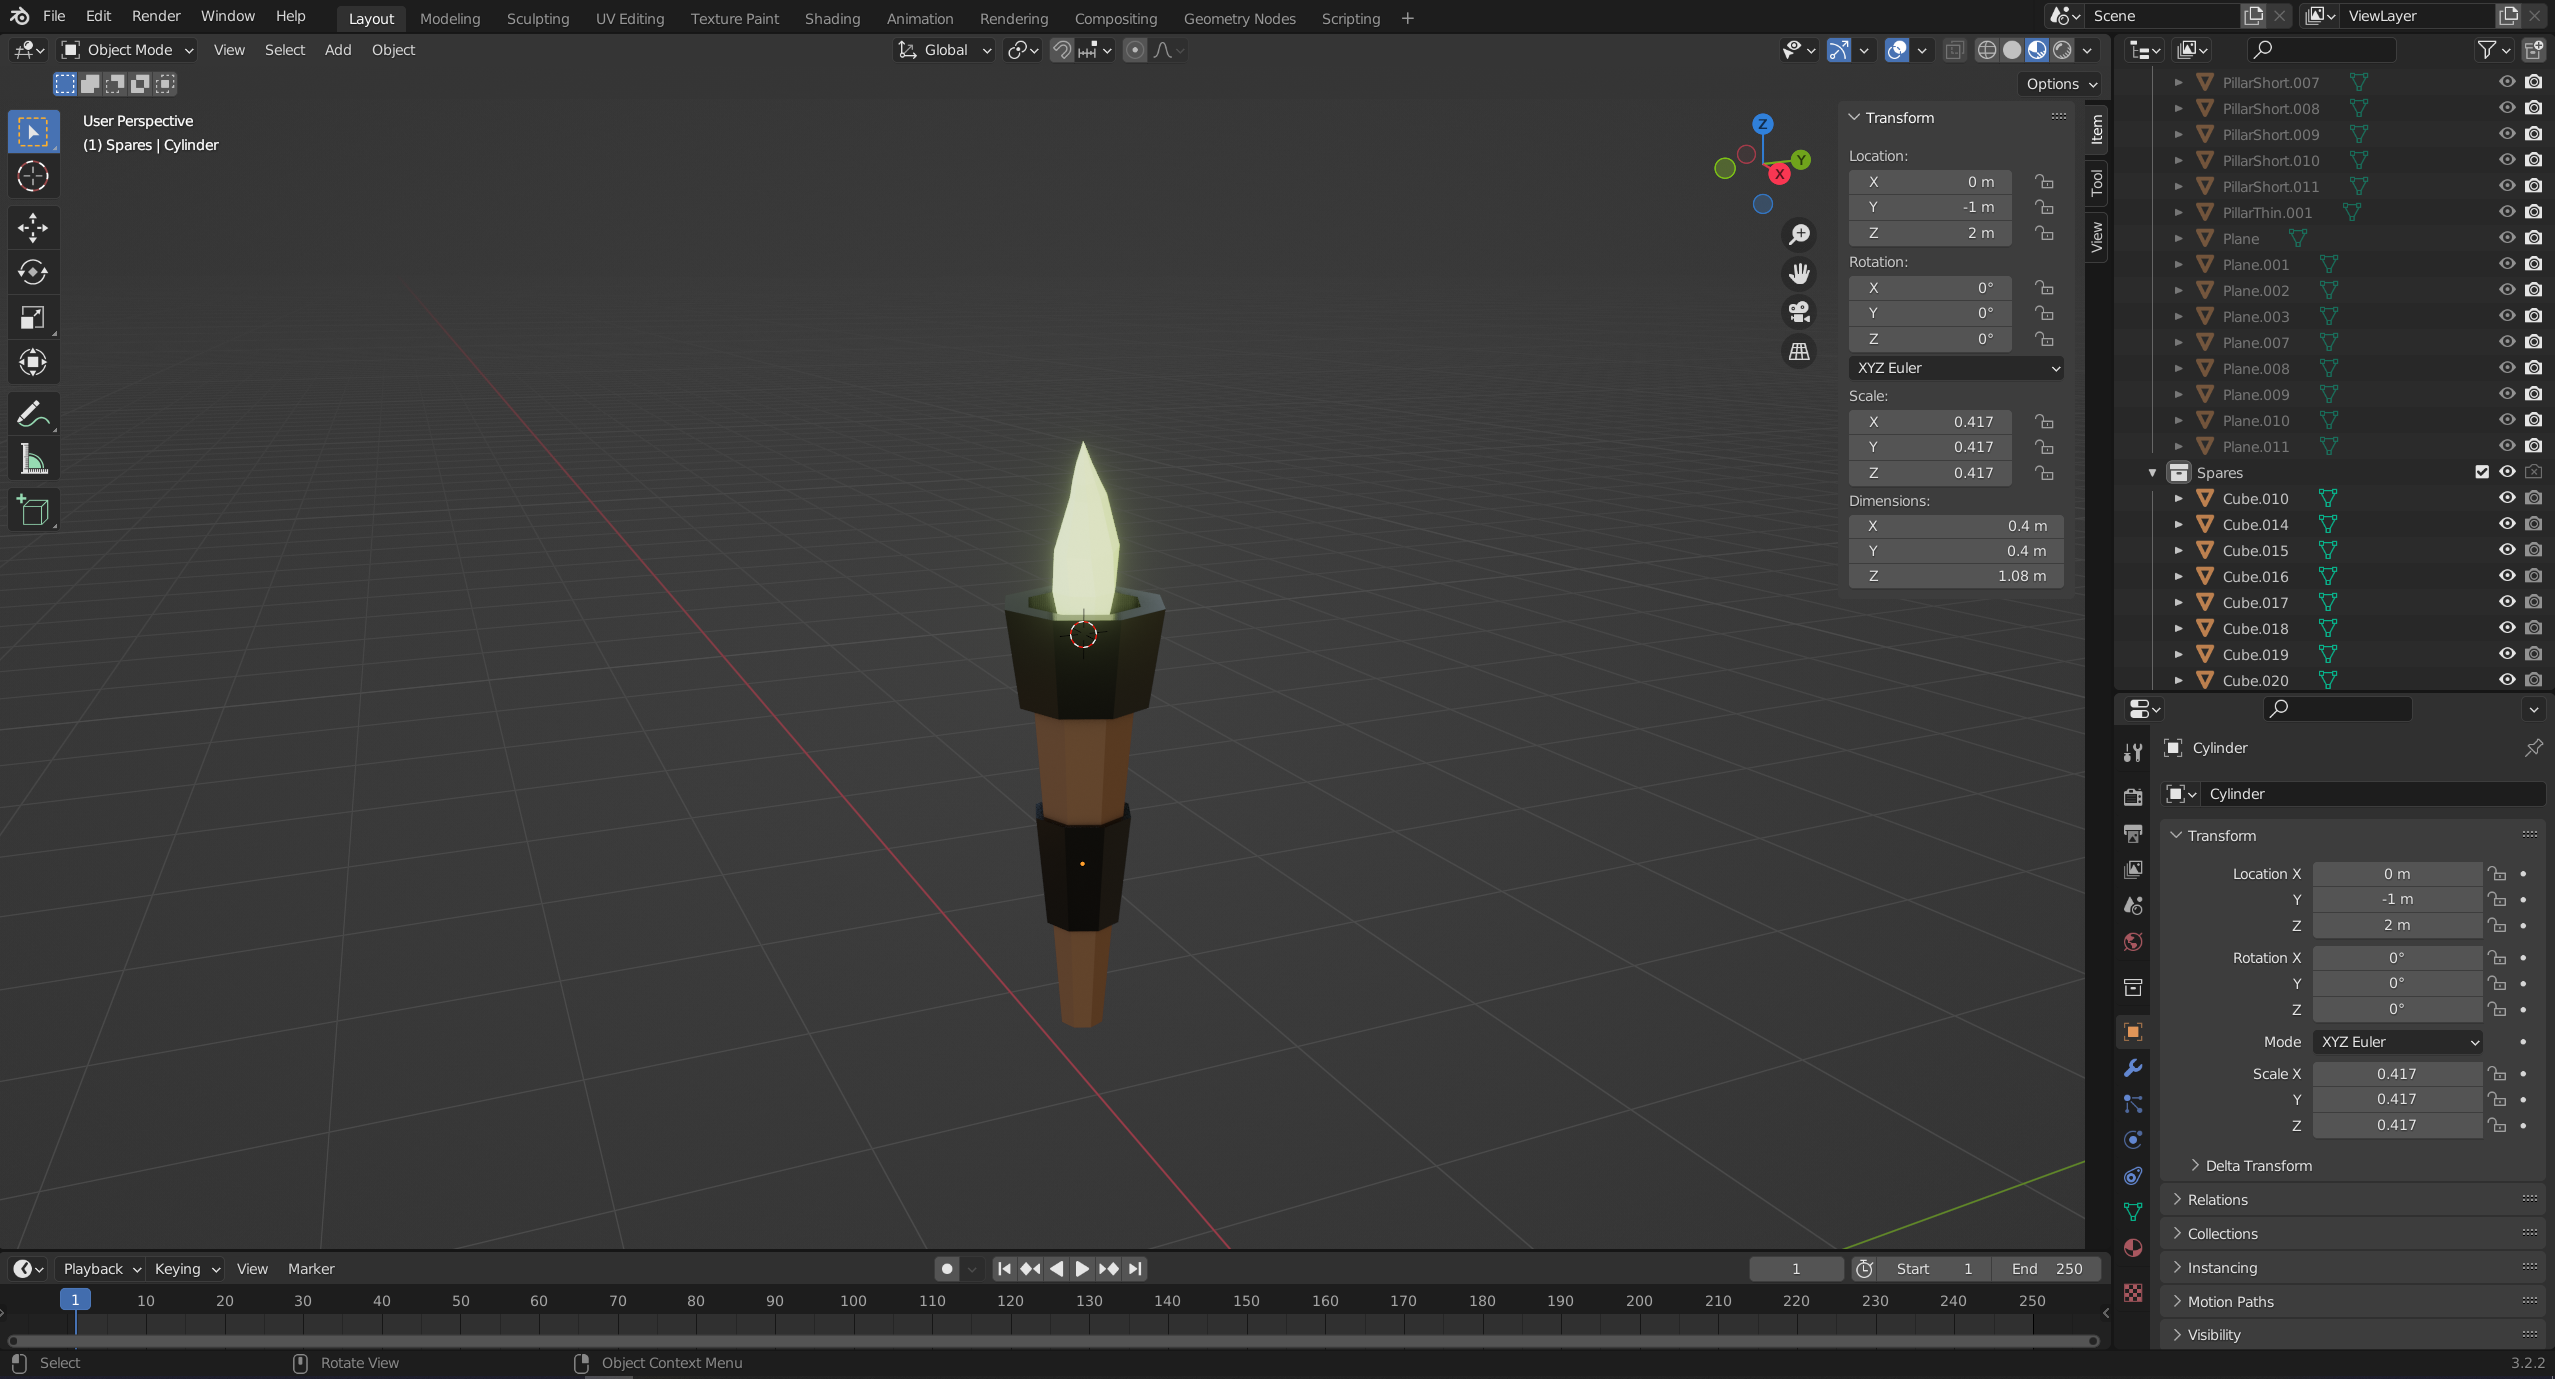 File Edit Render Window Help Layout Modeling Sculpting UV Editing Texture Paint Shading Animation Rendering Compositing Geometry Nodes Scripting + Scene ViewLayer
Object Mode View Select Add Object Global
Options
User Perspective
(1) Spares | Cylinder
Z
Y
X
Transform
Location:
X 0 m
Y -1 m
Z 2 m
Rotation:
X 0°
Y 0°
Z 0°
XYZ Euler
Scale:
X 0.417
Y 0.417
Z 0.417
Dimensions:
X 0.4 m
Y 0.4 m
Z 1.08 m
Item
Tool
View
PillarShort.007
PillarShort.008
PillarShort.009
PillarShort.010
PillarShort.011
PillarThin.001
Plane
Plane.001
Plane.002
Plane.003
Plane.007
Plane.008
Plane.009
Plane.010
Plane.011
Spares
Cube.010
Cube.014
Cube.015
Cube.016
Cube.017
Cube.018
Cube.019
Cube.020
Cylinder
Cylinder
Transform
Location X 0 m
Y -1 m
Z 2 m
Rotation X 0°
Y 0°
Z 0°
Mode XYZ Euler
Scale X 0.417
Y 0.417
Z 0.417
Delta Transform
Relations
Collections
Instancing
Motion Paths
Visibility
Playback Keying View Marker 1 Start 1 End 250
1 10 20 30 40 50 60 70 80 90 100 110 120 130 140 150 160 170 180 190 200 210 220 230 240 250
Select Rotate View Object Context Menu 3.2.2